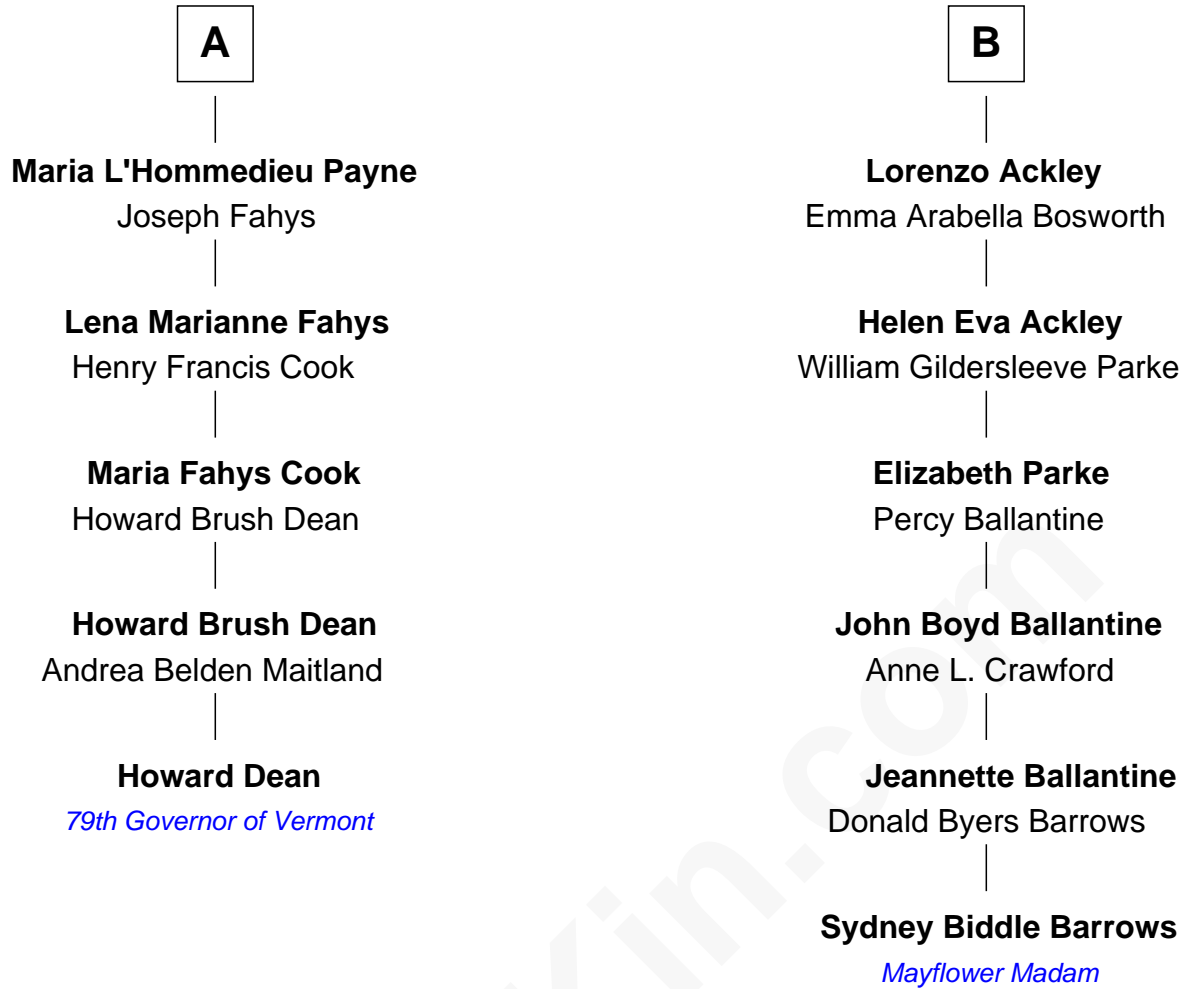 A
Maria L'Hommedieu Payne
Joseph Fahys
Lena Marianne Fahys
Henry Francis Cook
Maria Fahys Cook
Howard Brush Dean
Howard Brush Dean
Andrea Belden Maitland
Howard Dean
79th Governor of Vermont
B
Lorenzo Ackley
Emma Arabella Bosworth
Helen Eva Ackley
William Gildersleeve Parke
Elizabeth Parke
Percy Ballantine
John Boyd Ballantine
Anne L. Crawford
Jeannette Ballantine
Donald Byers Barrows
Sydney Biddle Barrows
Mayflower Madam